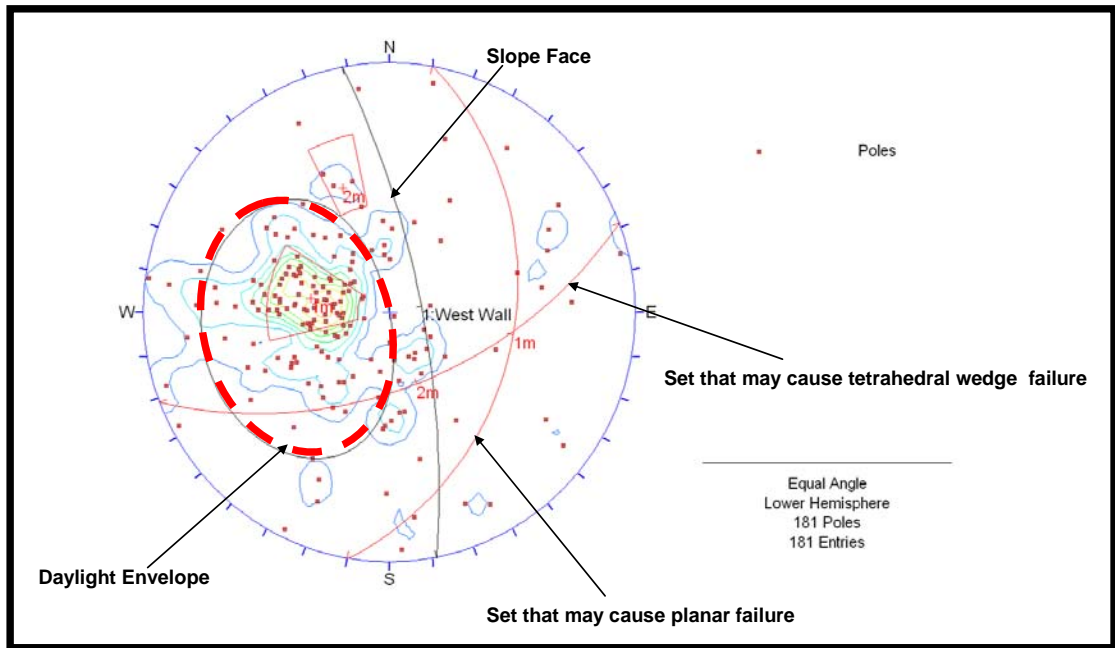 N
Slope Face
Poles
2m
W
1m
1:West Wall
E
1m
Set that may cause tetrahedral wedge failure
2m
Equal Angle
Lower Hemisphere
181 Poles
181 Entries
Daylight Envelope
S
Set that may cause planar failure